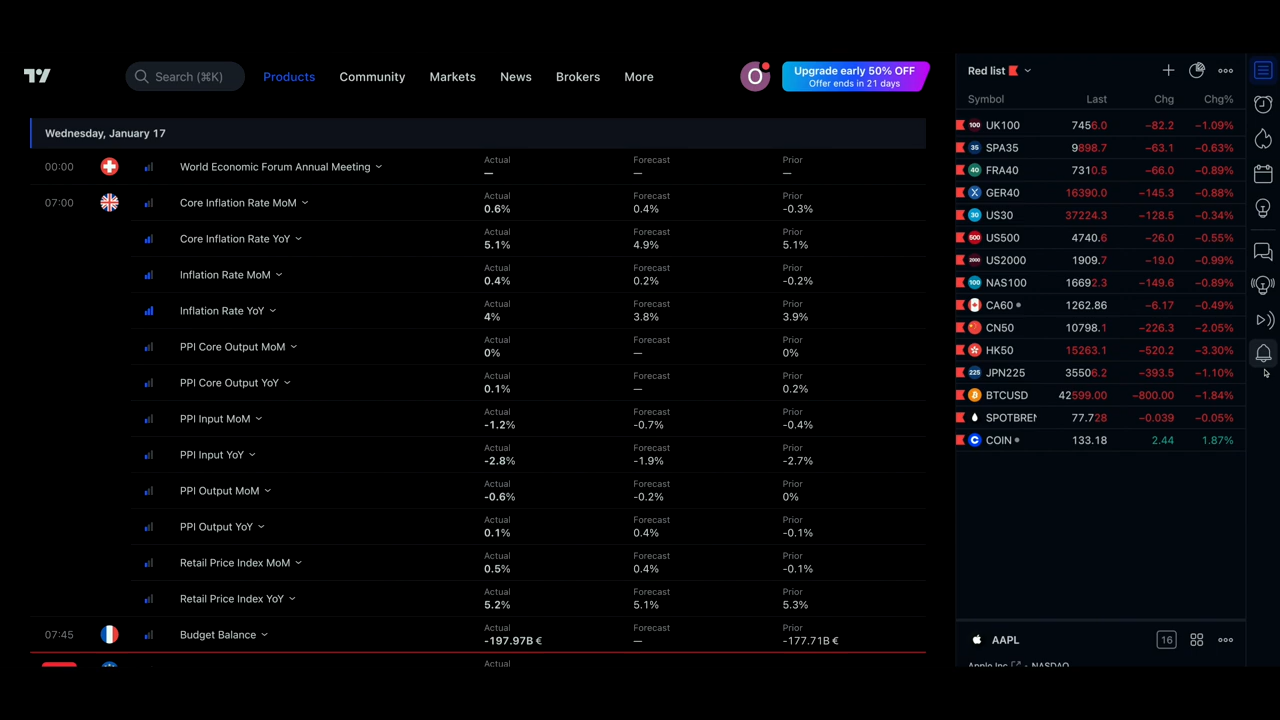 Search (⌘K)
Products
Community
Markets
News
Brokers
More
O
Upgrade early 50% OFF
Offer ends in 21 days
Wednesday, January 17
00:00 World Economic Forum Annual Meeting Actual — Forecast — Prior —
07:00 Core Inflation Rate MoM Actual 0.6% Forecast 0.4% Prior -0.3%
Core Inflation Rate YoY Actual 5.1% Forecast 4.9% Prior 5.1%
Inflation Rate MoM Actual 0.4% Forecast 0.2% Prior -0.2%
Inflation Rate YoY Actual 4% Forecast 3.8% Prior 3.9%
PPI Core Output MoM Actual 0% Forecast — Prior 0%
PPI Core Output YoY Actual 0.1% Forecast — Prior 0.2%
PPI Input MoM Actual -1.2% Forecast -0.7% Prior -0.4%
PPI Input YoY Actual -2.8% Forecast -1.9% Prior -2.7%
PPI Output MoM Actual -0.6% Forecast -0.2% Prior 0%
PPI Output YoY Actual 0.1% Forecast 0.4% Prior -0.1%
Retail Price Index MoM Actual 0.5% Forecast 0.4% Prior -0.1%
Retail Price Index YoY Actual 5.2% Forecast 5.1% Prior 5.3%
07:45 Budget Balance Actual -197.97B € Forecast — Prior -177.71B €
Actual Forecast Prior
Red list
Symbol Last Chg Chg%
100 UK100 7456.0 −82.2 −1.09%
35 SPA35 9898.7 −63.1 −0.63%
40 FRA40 7310.5 −66.0 −0.89%
X GER40 16390.0 −145.3 −0.88%
30 US30 37224.3 −128.5 −0.34%
500 US500 4740.6 −26.0 −0.55%
2000 US2000 1909.7 −19.0 −0.99%
100 NAS100 16692.3 −149.6 −0.89%
CA60 1262.86 −6.17 −0.49%
CN50 10798.1 −226.3 −2.05%
HK50 15263.1 −520.2 −3.30%
225 JPN225 35506.2 −393.5 −1.10%
BTCUSD 42599.00 −800.00 −1.84%
SPOTBREN 77.728 −0.039 −0.05%
COIN 133.18 2.44 1.87%
AAPL 16
Apple Inc • NASDAQ